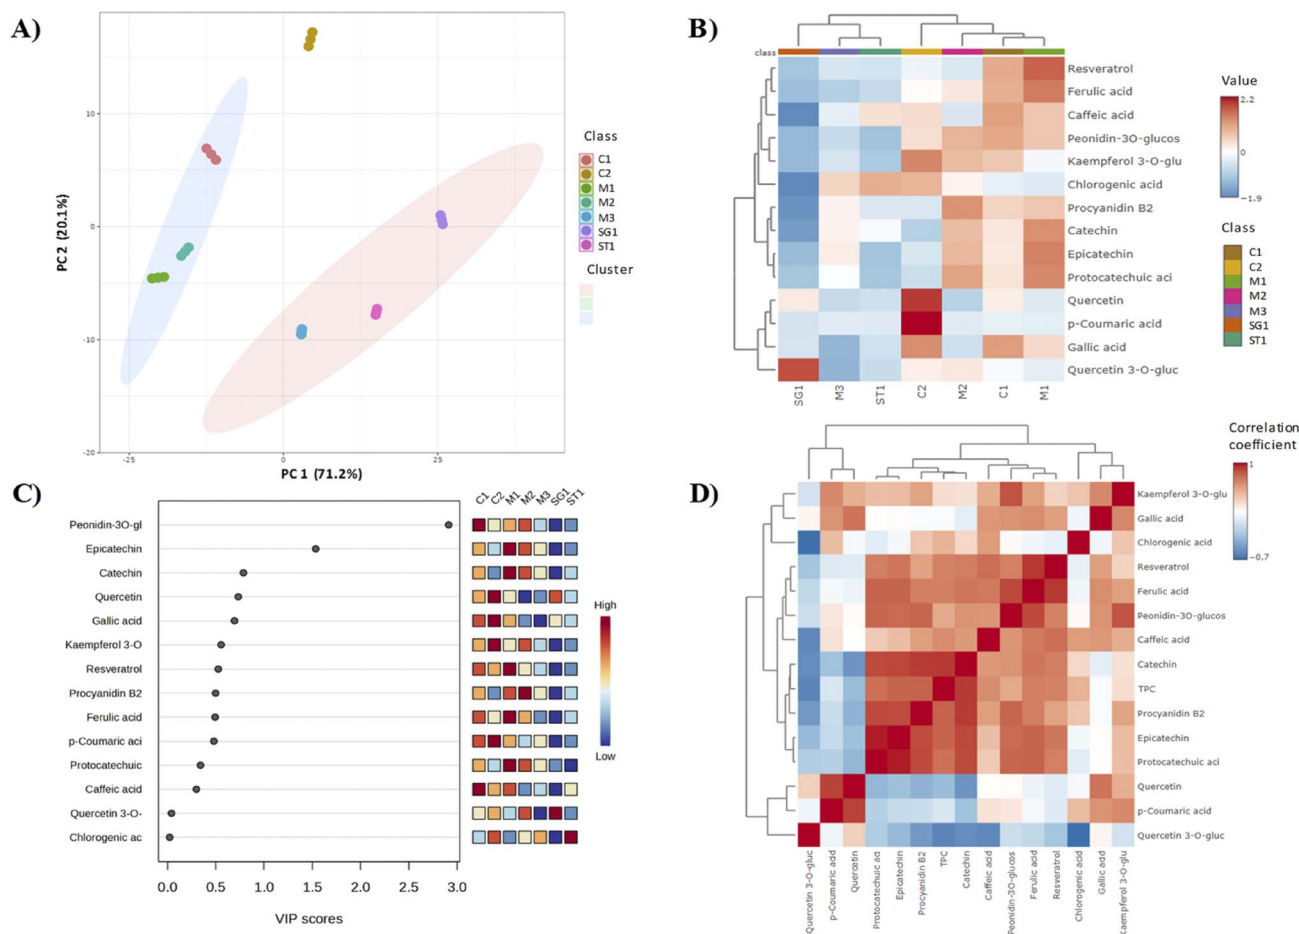 A)
10
0
-10
-20
-25
0
25
PC 2 (20.1%)
PC 1 (71.2%)
Class
C1
C2
M1
M2
M3
SG1
ST1
Cluster
B)
class
Resveratrol
Ferulic acid
Caffeic acid
Peonidin-3O-glucos
Kaempferol 3-O-glu
Chlorogenic acid
Procyanidin B2
Catechin
Epicatechin
Protocatechuic aci
Quercetin
p-Coumaric acid
Gallic acid
Quercetin 3-O-gluc
SG1
M3
ST1
C2
M2
C1
M1
Value
2.2
0
-1.9
Class
C1
C2
M1
M2
M3
SG1
ST1
C)
C1
C2
M1
M2
M3
SG1
ST1
Peonidin-3O-gl
Epicatechin
Catechin
Quercetin
Gallic acid
Kaempferol 3-O
Resveratrol
Procyanidin B2
Ferulic acid
p-Coumaric aci
Protocatechuic
Caffeic acid
Quercetin 3-O-
Chlorogenic ac
0.0
0.5
1.0
1.5
2.0
2.5
3.0
VIP scores
High
Low
D)
Kaempferol 3-O-glu
Gallic acid
Chlorogenic acid
Resveratrol
Ferulic acid
Peonidin-3O-glucos
Caffeic acid
Catechin
TPC
Procyanidin B2
Epicatechin
Protocatechuic aci
Quercetin
p-Coumaric acid
Quercetin 3-O-gluc
Quercetin 3-O-gluc
p-Coumaric acid
Quercetin
Protocatechuic aci
Epicatechin
Procyanidin B2
TPC
Catechin
Caffeic acid
Peonidin-3O-glucos
Ferulic acid
Resveratrol
Chlorogenic acid
Gallic acid
Kaempferol 3-O-glu
Correlation
coefficient
1
0
-0.7